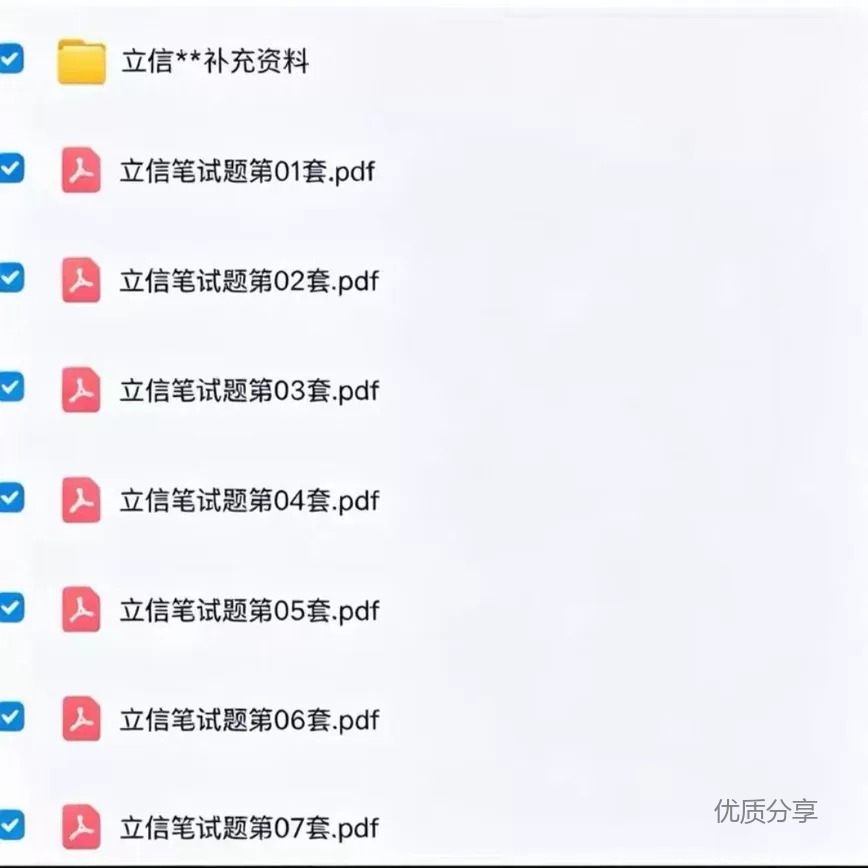 立信**补充资料
立信笔试题第01套.pdf
立信笔试题第02套.pdf
立信笔试题第03套.pdf
立信笔试题第04套.pdf
立信笔试题第05套.pdf
立信笔试题第06套.pdf
立信笔试题第07套.pdf
优质分享